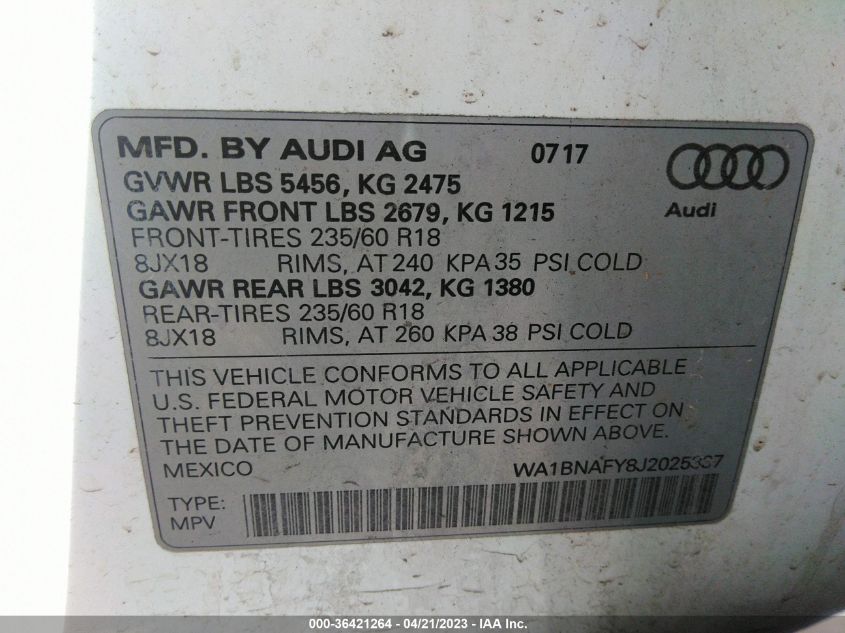 MFD. BY AUDI AG 0717
GVWR LBS 5456, KG 2475
GAWR FRONT LBS 2679, KG 1215
Audi
FRONT-TIRES 235/60 R18
8JX18 RIMS, AT 240 KPA 35 PSI COLD
GAWR REAR LBS 3042, KG 1380
REAR-TIRES 235/60 R18
8JX18 RIMS, AT 260 KPA 38 PSI COLD
THIS VEHICLE CONFORMS TO ALL APPLICABLE
U.S. FEDERAL MOTOR VEHICLE SAFETY AND
THEFT PREVENTION STANDARDS IN EFFECT ON
THE DATE OF MANUFACTURE SHOWN ABOVE.
MEXICO WA1BNAFY8J2025337
TYPE:
MPV
000-36421264 - 04/21/2023 - IAA Inc.